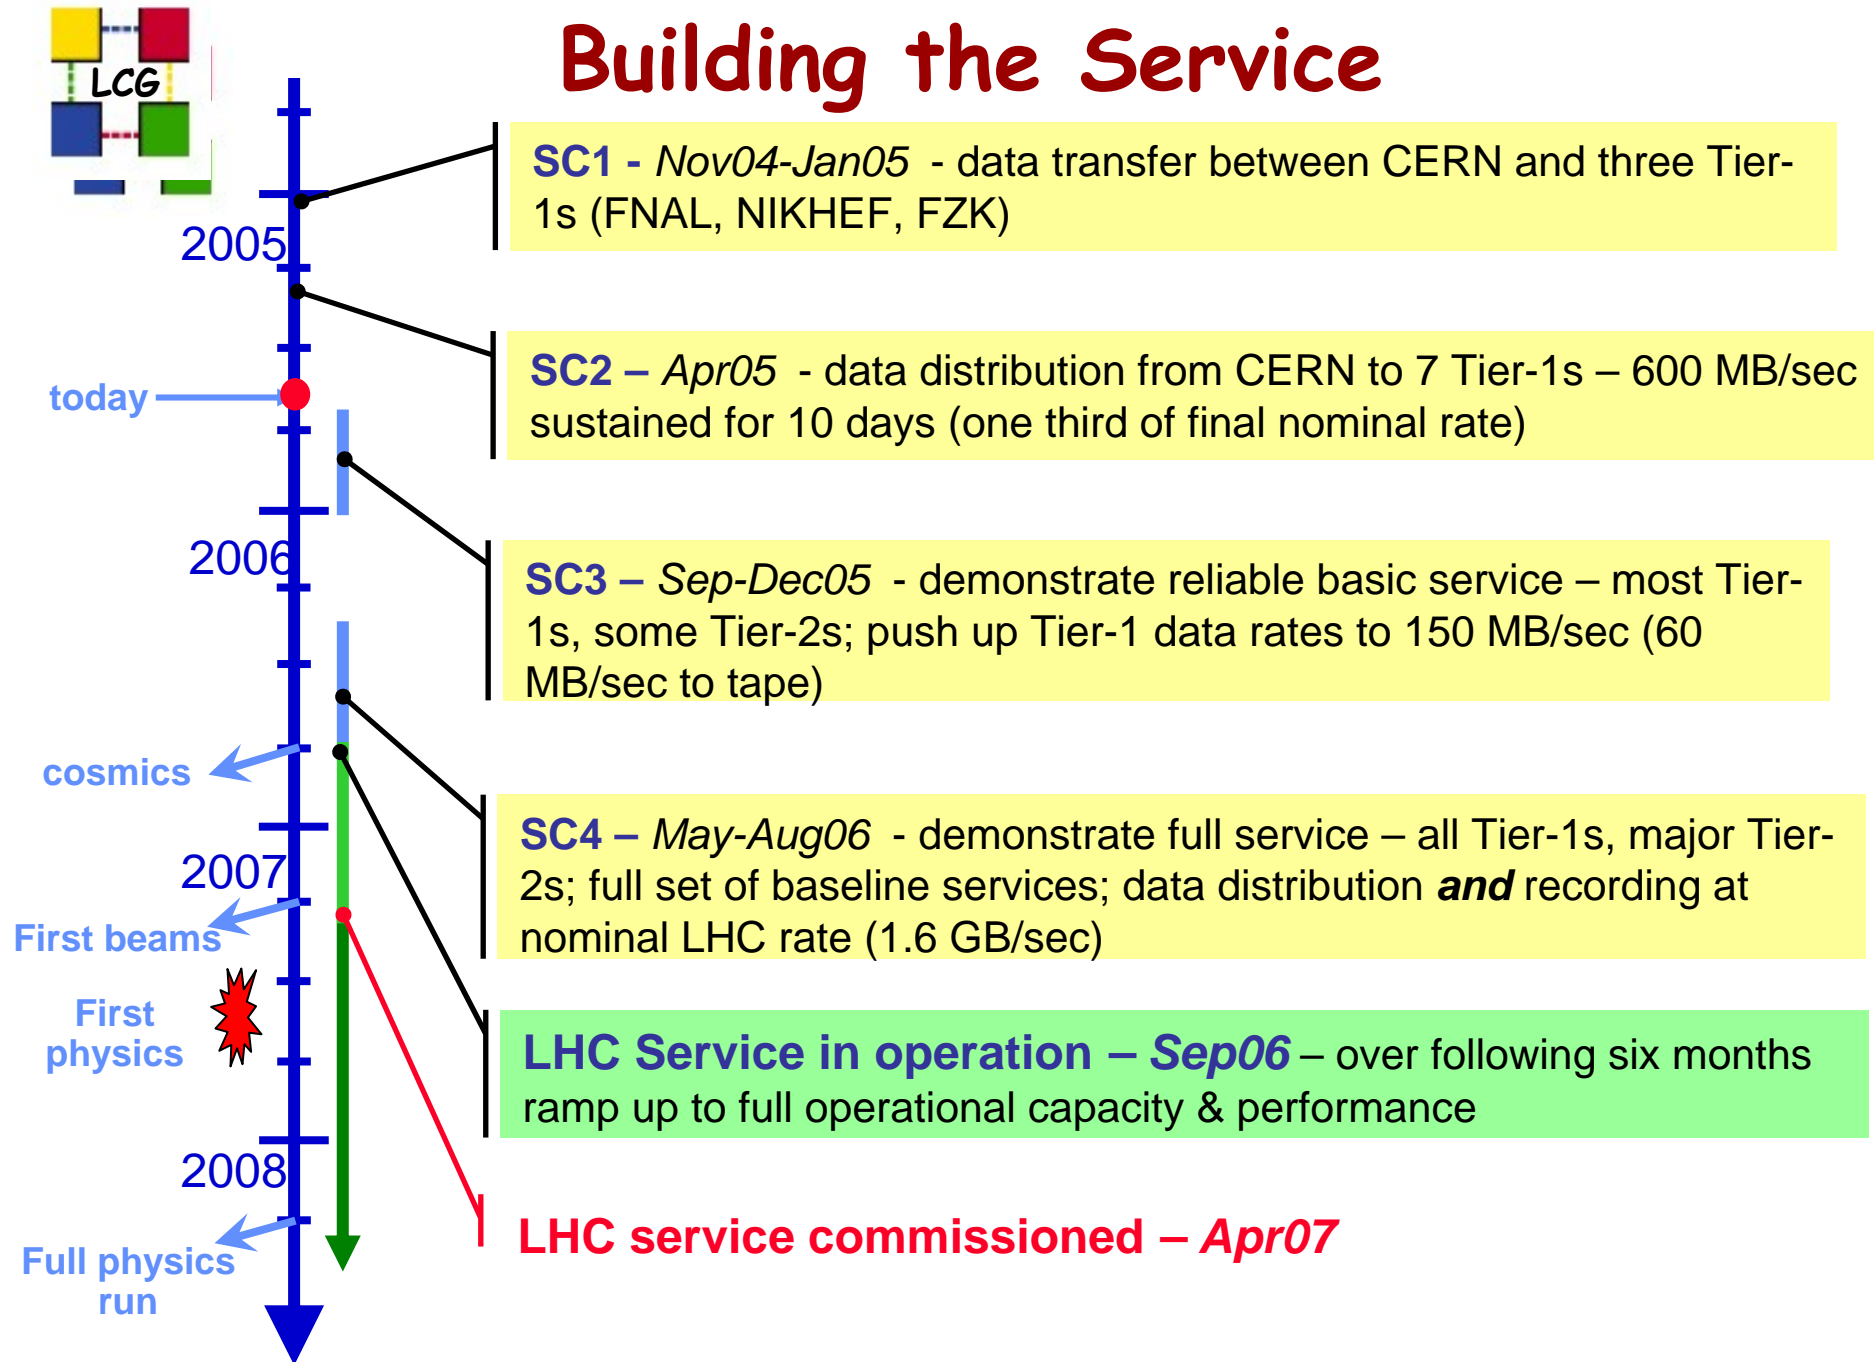 LCG
Building the Service
SC1 - Nov04-Jan05 - data transfer between CERN and three Tier-
1s (FNAL, NIKHEF, FZK)
2005
SC2 – Apr05 - data distribution from CERN to 7 Tier-1s – 600 MB/sec
sustained for 10 days (one third of final nominal rate)
today
2006
SC3 – Sep-Dec05 - demonstrate reliable basic service – most Tier-
1s, some Tier-2s; push up Tier-1 data rates to 150 MB/sec (60
MB/sec to tape)
cosmics
SC4 – May-Aug06 - demonstrate full service – all Tier-1s, major Tier-
2s; full set of baseline services; data distribution and recording at
nominal LHC rate (1.6 GB/sec)
2007
First beams
First
physics
LHC Service in operation – Sep06 – over following six months
ramp up to full operational capacity & performance
2008
LHC service commissioned – Apr07
Full physics
run